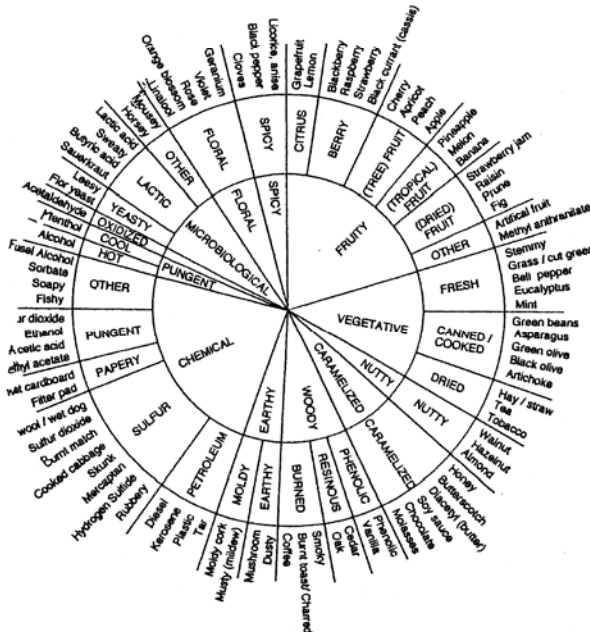 FRUITY
VEGETATIVE
NUTTY
CARAMELIZED
WOODY
EARTHY
CHEMICAL
PUNGENT
OXIDIZED
MICROBIOLOGICAL
FLORAL
SPICY
CITRUS
Grapefruit
Lemon
BERRY
Blackberry
Raspberry
Strawberry
Black currant (cassis)
(TREE) FRUIT
Cherry
Apricot
Peach
Apple
(TROPICAL)
FRUIT
Pineapple
Melon
Banana
(DRIED)
FRUIT
Strawberry jam
Raisin
Prune
Fig
OTHER
Artifical fruit
Methyl anthranilate
FRESH
Stemmy
Grass / cut green
Bell pepper
Eucalyptus
Mint
CANNED /
COOKED
Green beans
Asparagus
Green olive
Black olive
Artichoke
DRIED
Hay / straw
Tea
Tobacco
NUTTY
Walnut
Hazelnut
Almond
CARAMELIZED
Honey
Butterscotch
Diacetyl (butter)
Soy sauce
Chocolate
Molasses
PHENOLIC
Phenolic
Vanilla
RESINOUS
Cedar
Oak
BURNED
Smoky
Burnt toast/ Charred
Coffee
EARTHY
Dusty
Mushroom
MOLDY
Musty (mildew)
Moldy cork
PETROLEUM
Tar
Plastic
Kerosene
Diesel
SULFUR
Rubbery
Hydrogen Sulfide
Mercaptan
Skunk
Cooked cabbage
Burnt match
Sulfur dioxide
wool / wet dog
PAPERY
Filter pad
wet cardboard
PUNGENT
ethyl acetate
Acetic acid
Ethanol
ur dioxide
OTHER
Fishy
Soapy
Sorbate
Fusel Alcohol
HOT
Alcohol
COOL
Menthol
Acetaldehyde
YEASTY
Flor yeast
Leesy
LACTIC
Sauerkraut
Butyric acid
Sweaty
Lactic acid
OTHER
Horsey
Mousey
FLORAL
Linalool
Orange blossom
Rose
Violet
Geranium
SPICY
Cloves
Black pepper
Licorice, anise